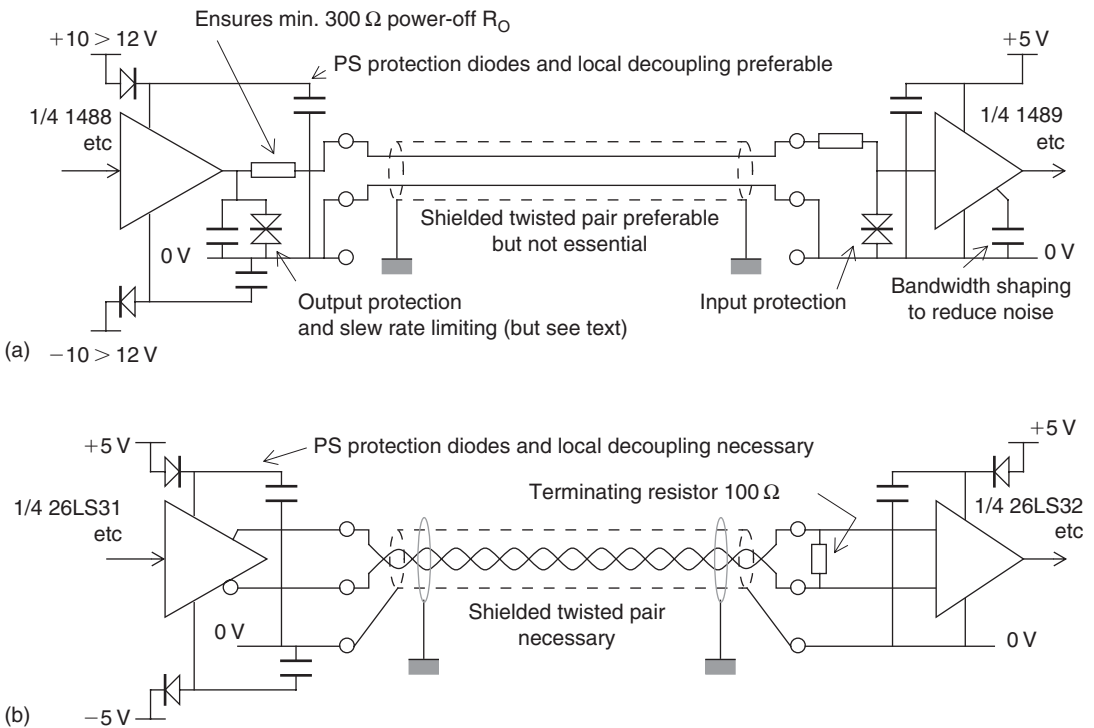 Ensures min. 300 Ω power-off R_O
+10 > 12 V
PS protection diodes and local decoupling preferable
+5 V
1/4 1488
etc
1/4 1489
etc
Shielded twisted pair preferable
but not essential
0 V
0 V
Output protection
and slew rate limiting (but see text)
Input protection
Bandwidth shaping
to reduce noise
(a)
−10 > 12 V
+5 V
PS protection diodes and local decoupling necessary
+5 V
Terminating resistor 100 Ω
1/4 26LS31
etc
1/4 26LS32
etc
Shielded twisted pair
necessary
0 V
0 V
(b)
−5 V